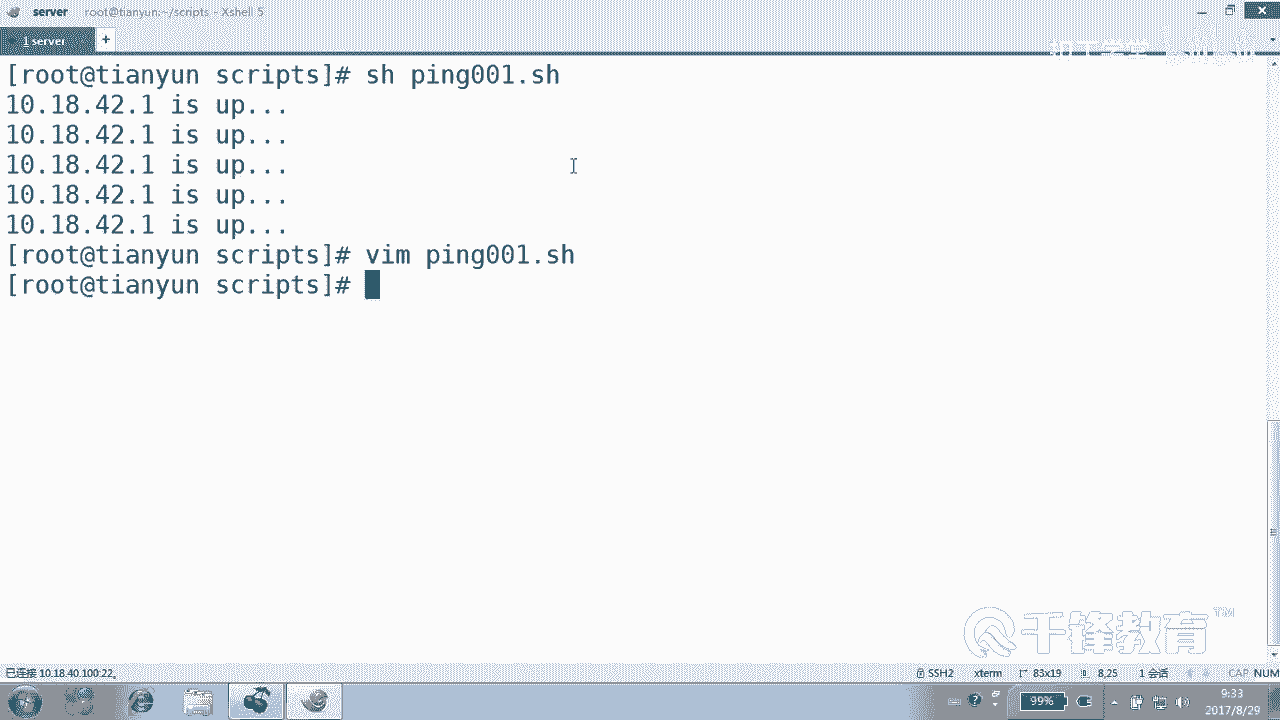 server root@tianyun:~/scripts - Xshell 5
1 server +
[root@tianyun scripts]# sh ping001.sh
10.18.42.1 is up...
10.18.42.1 is up...
10.18.42.1 is up...
10.18.42.1 is up...
10.18.42.1 is up...
[root@tianyun scripts]# vim ping001.sh
[root@tianyun scripts]#
千锋教育 TM
已连接 10.18.40.100:22。 SSH2 xterm 83x19 8,25 1 会话 CAP NUM
99% 9:33
2017/8/29